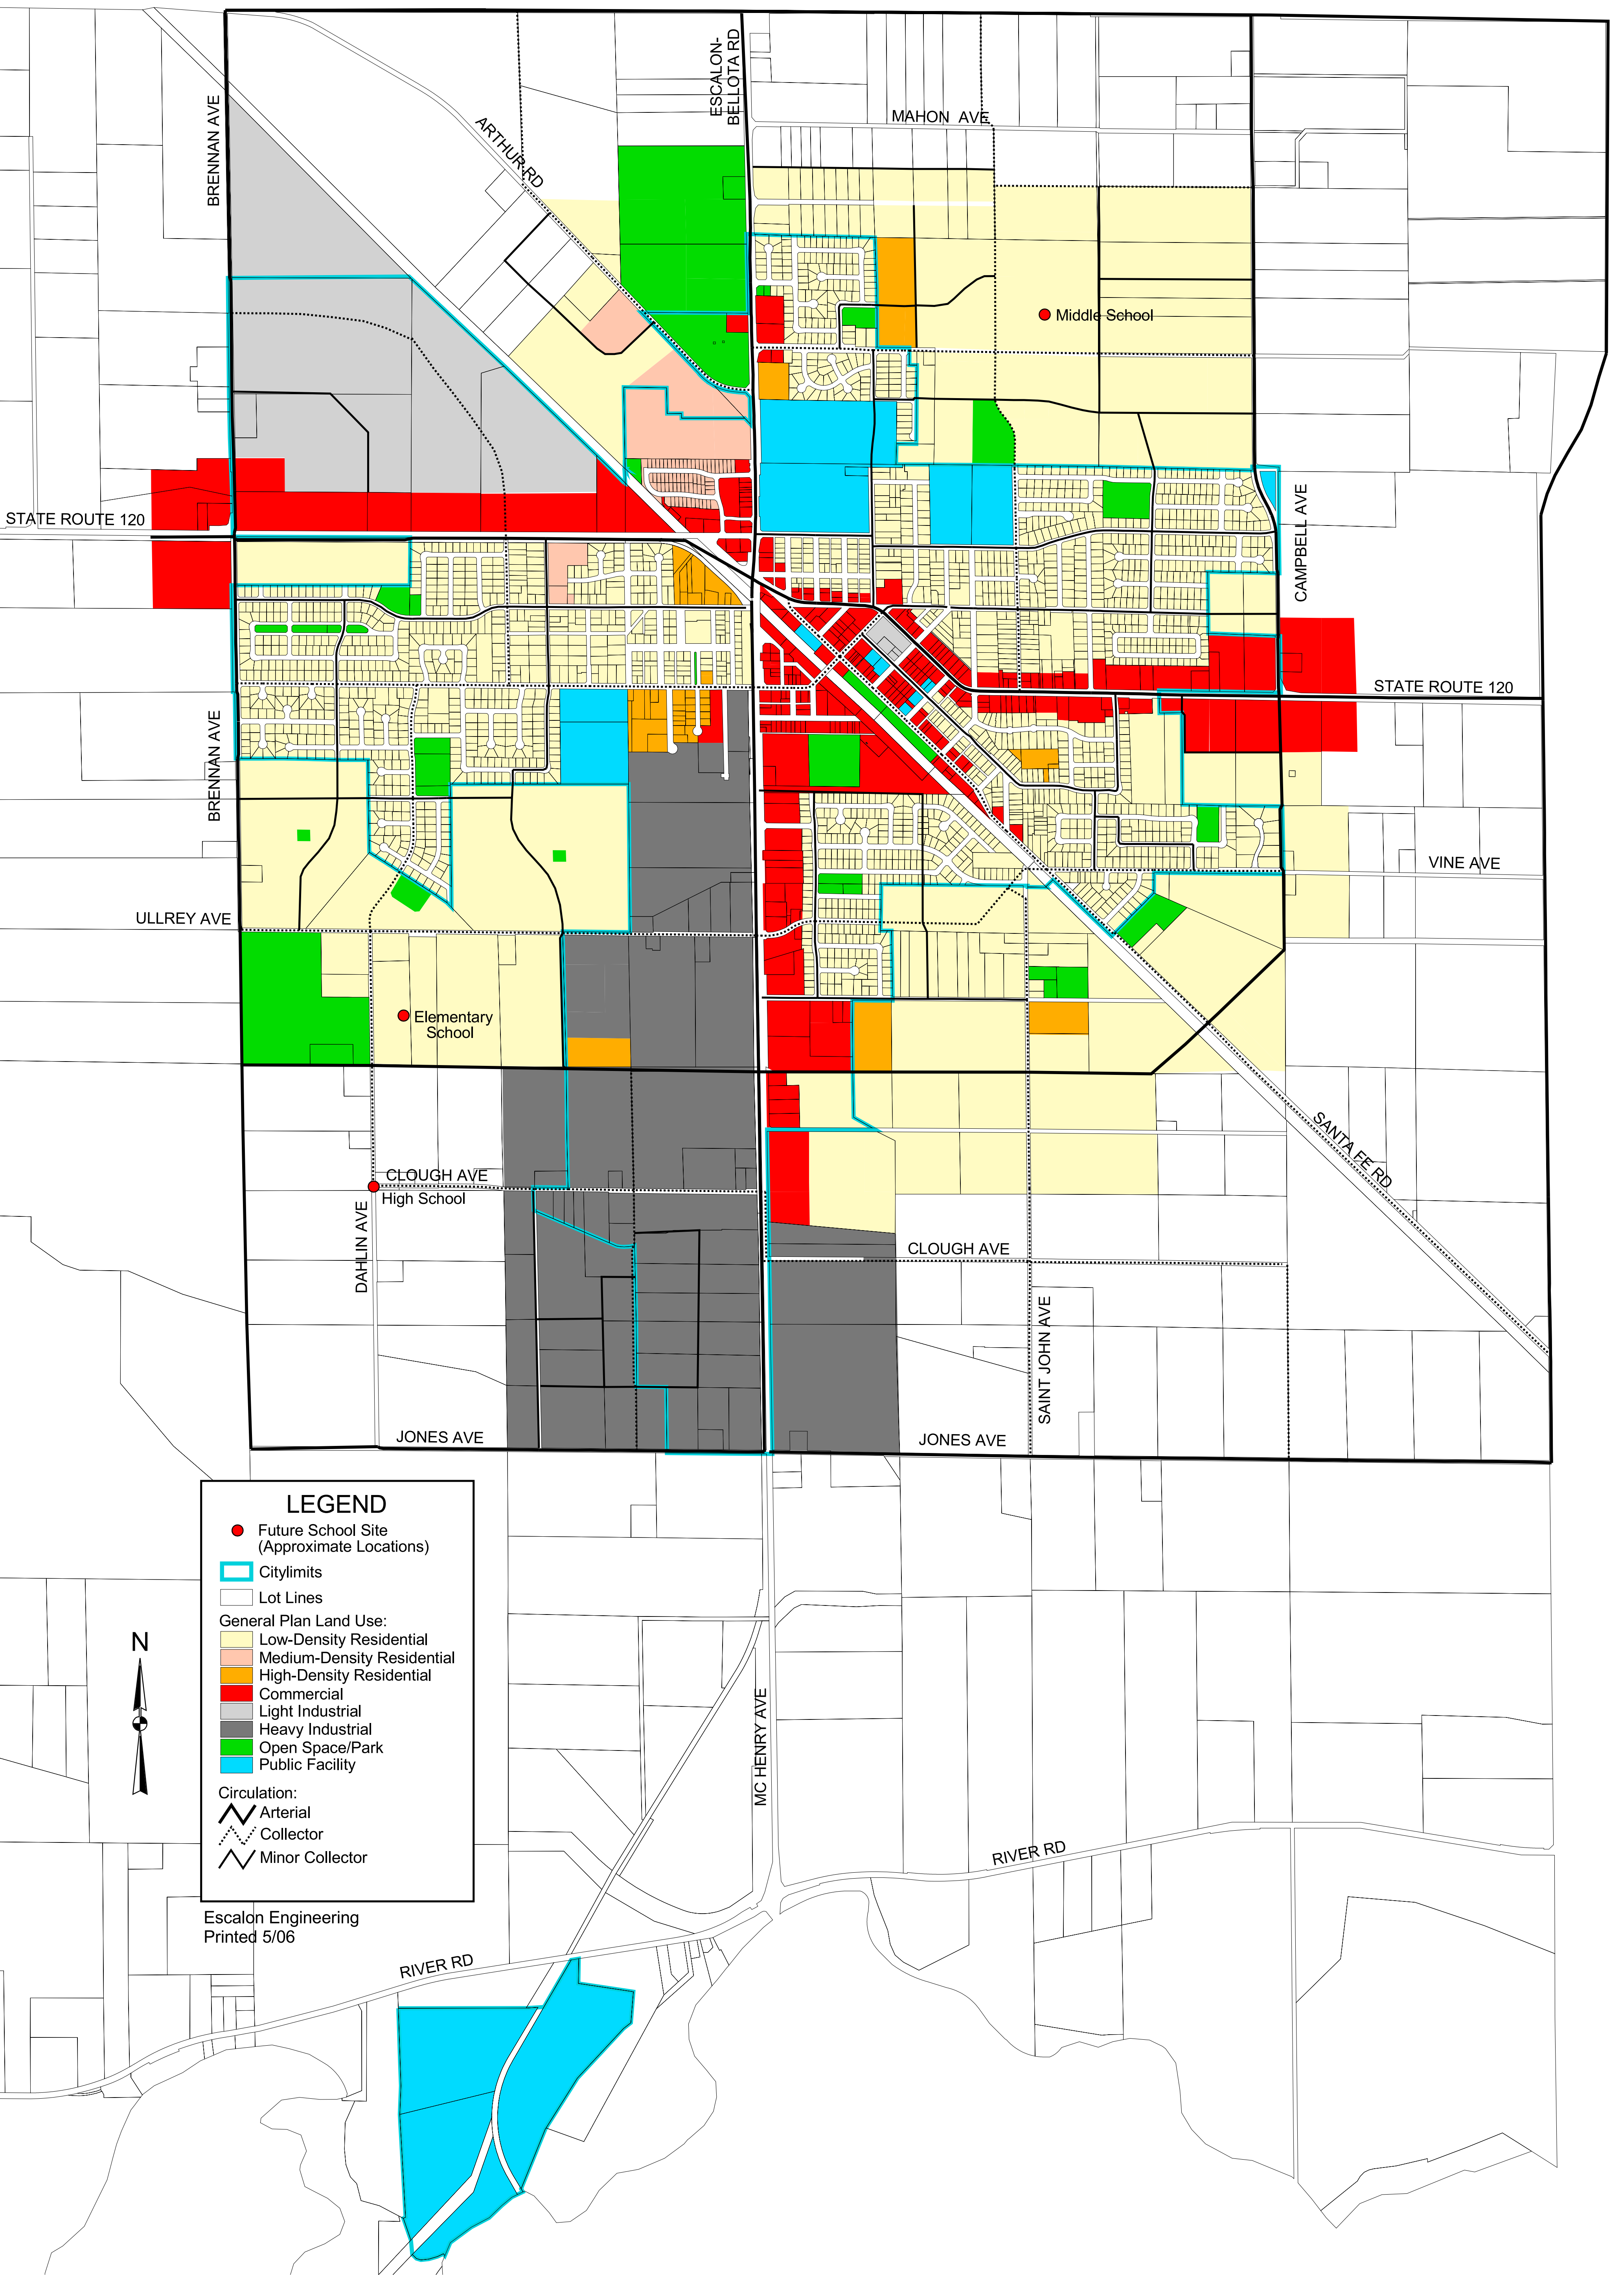 ESCALON-
BELLOTA RD
MAHON AVE
BRENNAN AVE
ARTHUR RD
Middle School
STATE ROUTE 120
CAMPBELL AVE
STATE ROUTE 120
BRENNAN AVE
VINE AVE
ULLREY AVE
Elementary
School
SANTA FE RD
CLOUGH AVE
High School
DAHLIN AVE
CLOUGH AVE
SAINT JOHN AVE
JONES AVE
JONES AVE
LEGEND
Future School Site
(Approximate Locations)
Citylimits
Lot Lines
General Plan Land Use:
Low-Density Residential
Medium-Density Residential
High-Density Residential
Commercial
Light Industrial
Heavy Industrial
Open Space/Park
Public Facility
Circulation:
Arterial
Collector
Minor Collector
N
MC HENRY AVE
RIVER RD
Escalon Engineering
Printed 5/06
RIVER RD